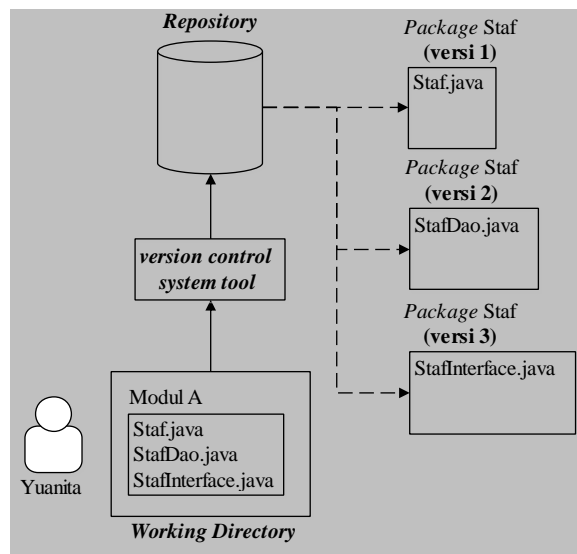 Repository
Package Staf
(versi 1)
Staf.java
Package Staf
(versi 2)
StafDao.java
version control
system tool
Package Staf
(versi 3)
StafInterface.java
Modul A
Staf.java
StafDao.java
StafInterface.java
Yuanita
Working Directory